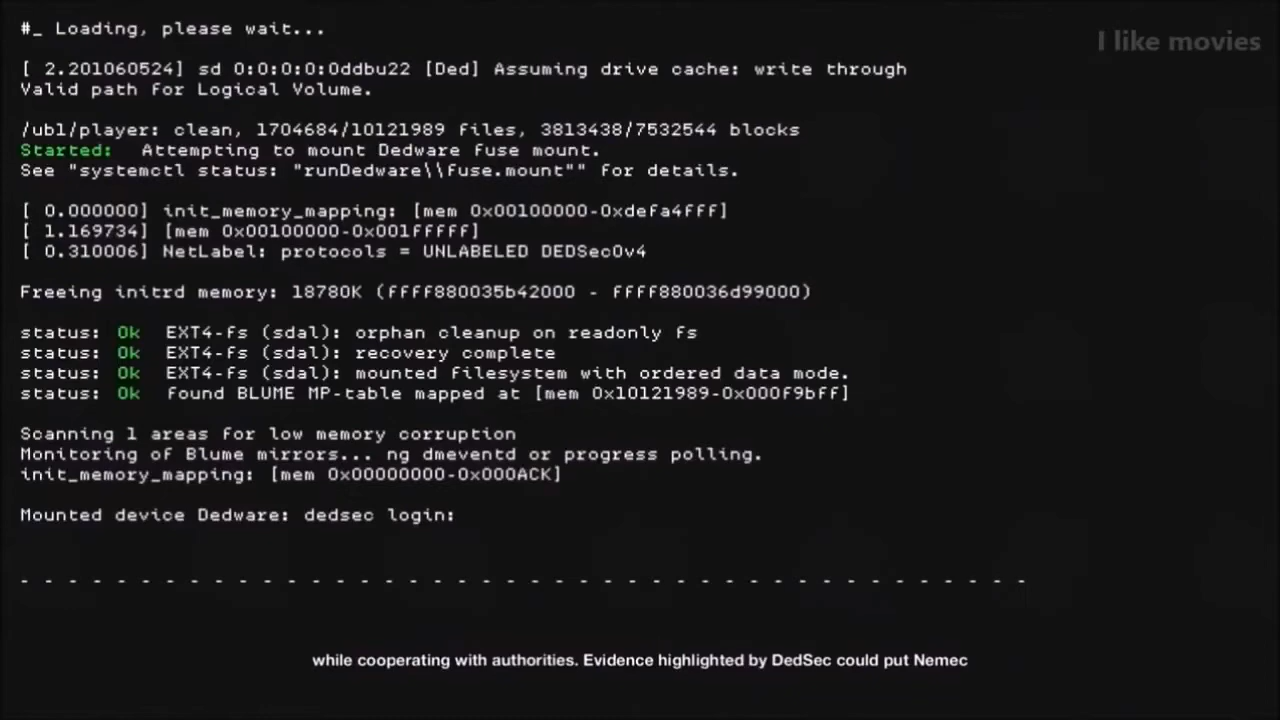 #_ Loading, please wait...
I like movies
[ 2.201060524] sd 0:0:0:0:0ddbu22 [Ded] Assuming drive cache: write through
Valid path for Logical Volume.
/ubl/player: clean, 1704684/10121989 files, 3813438/7532544 blocks
Started: Attempting to mount Dedware fuse mount.
See "systemctl status: "runDedware\\fuse.mount"" for details.
[ 0.000000] init_memory_mapping: [mem 0x00100000-0xdefa4fff]
[ 1.169734] [mem 0x00100000-0x001fffff]
[ 0.310006] NetLabel: protocols = UNLABELED DEDSecOv4
Freeing initrd memory: 18780K (ffff880035b42000 - ffff880036d99000)
status: Ok EXT4-fs (sdal): orphan cleanup on readonly fs
status: Ok EXT4-fs (sdal): recovery complete
status: Ok EXT4-fs (sdal): mounted filesystem with ordered data mode.
status: Ok found BLUME MP-table mapped at [mem 0x10121989-0x000f9bff]
Scanning 1 areas for low memory corruption
Monitoring of Blume mirrors... ng dmeventd or progress polling.
init_memory_mapping: [mem 0x00000000-0x000ACK]
Mounted device Dedware: dedsec login:
- - - - - - - - - - - - - - - - - - - - - - - - - - - - - - - - - - - - - - - - - -
while cooperating with authorities. Evidence highlighted by DedSec could put Nemec